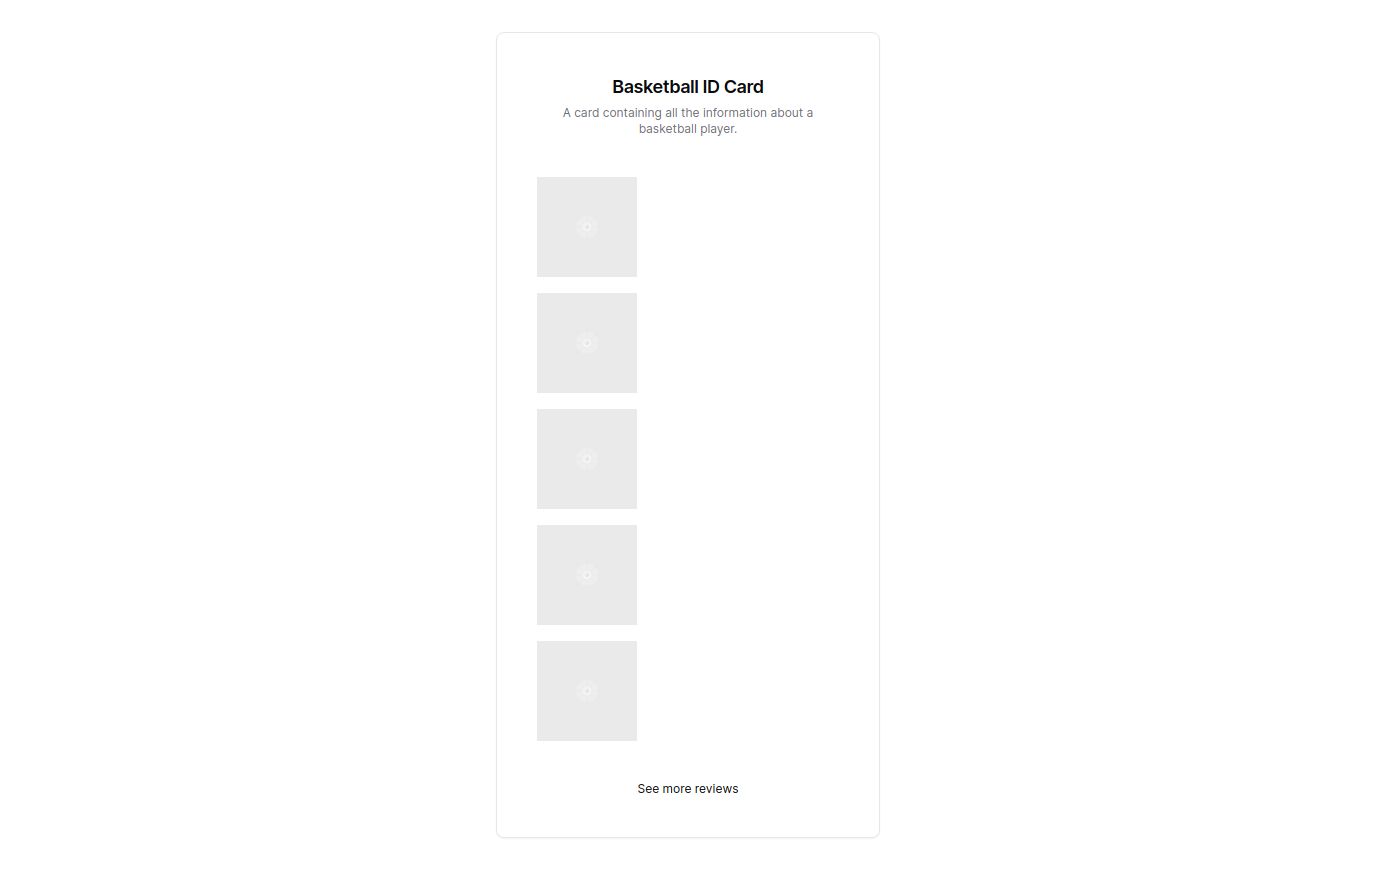 Basketball ID Card
A card containing all the information about a
basketball player.
See more reviews